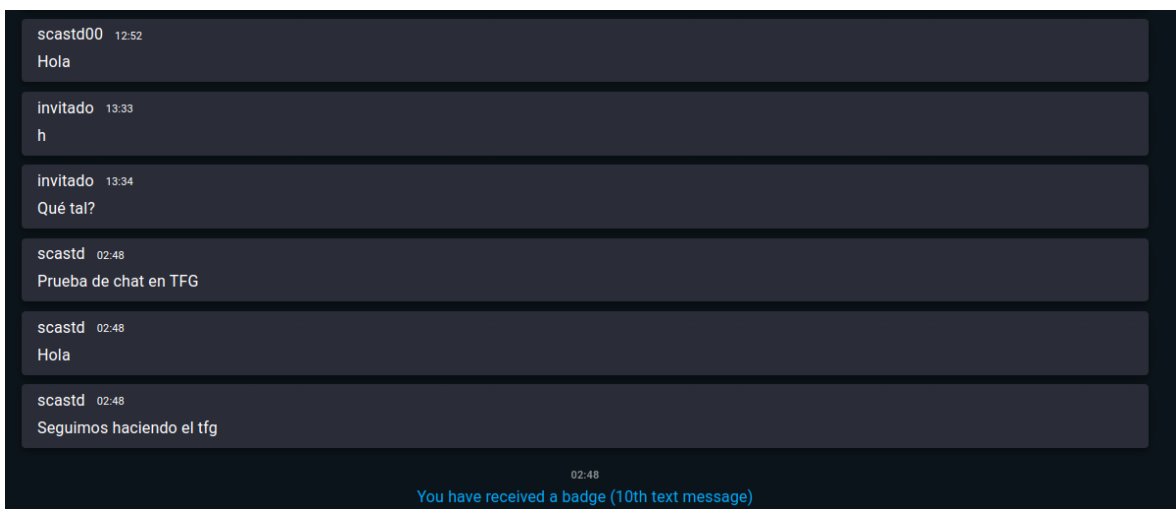 scastd00 12:52
Hola
invitado 13:33
h
invitado 13:34
Qué tal?
scastd 02:48
Prueba de chat en TFG
scastd 02:48
Hola
scastd 02:48
Seguimos haciendo el tfg
02:48
You have received a badge (10th text message)